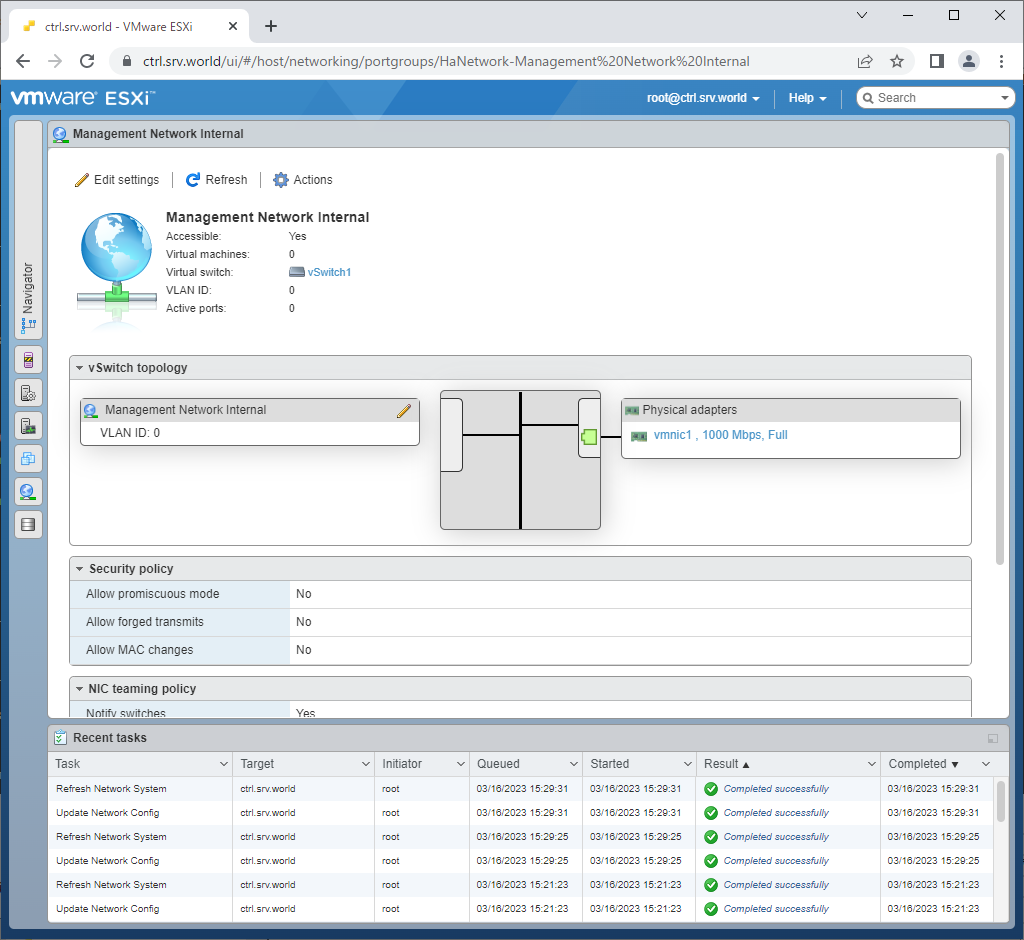 ctrl.srv.world - VMware ESXi
ctrl.srv.world/ui/#/host/networking/portgroups/HaNetwork-Management%20Network%20Internal
vmware ESXi™
root@ctrl.srv.world
Help
Search
Navigator
Management Network Internal
Edit settings
Refresh
Actions
Management Network Internal
Accessible: Yes
Virtual machines: 0
Virtual switch: vSwitch1
VLAN ID: 0
Active ports: 0
vSwitch topology
Management Network Internal
VLAN ID: 0
Physical adapters
vmnic1 , 1000 Mbps, Full
Security policy
Allow promiscuous mode No
Allow forged transmits No
Allow MAC changes No
NIC teaming policy
Notify switches Yes
Recent tasks
Task Target Initiator Queued Started Result ▲ Completed ▼
Refresh Network System ctrl.srv.world root 03/16/2023 15:29:31 03/16/2023 15:29:31 Completed successfully 03/16/2023 15:29:31
Update Network Config ctrl.srv.world root 03/16/2023 15:29:31 03/16/2023 15:29:31 Completed successfully 03/16/2023 15:29:31
Refresh Network System ctrl.srv.world root 03/16/2023 15:29:25 03/16/2023 15:29:25 Completed successfully 03/16/2023 15:29:25
Update Network Config ctrl.srv.world root 03/16/2023 15:29:25 03/16/2023 15:29:25 Completed successfully 03/16/2023 15:29:25
Refresh Network System ctrl.srv.world root 03/16/2023 15:21:23 03/16/2023 15:21:23 Completed successfully 03/16/2023 15:21:23
Update Network Config ctrl.srv.world root 03/16/2023 15:21:23 03/16/2023 15:21:23 Completed successfully 03/16/2023 15:21:23